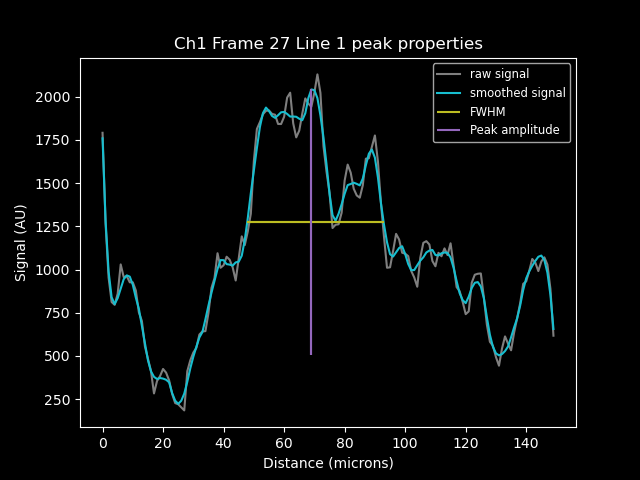 Ch1 Frame 27 Line 1 peak properties
raw signal
smoothed signal
FWHM
Peak amplitude
Signal (AU)
2000
1750
1500
1250
1000
750
500
250
0 20 40 60 80 100 120 140
Distance (microns)